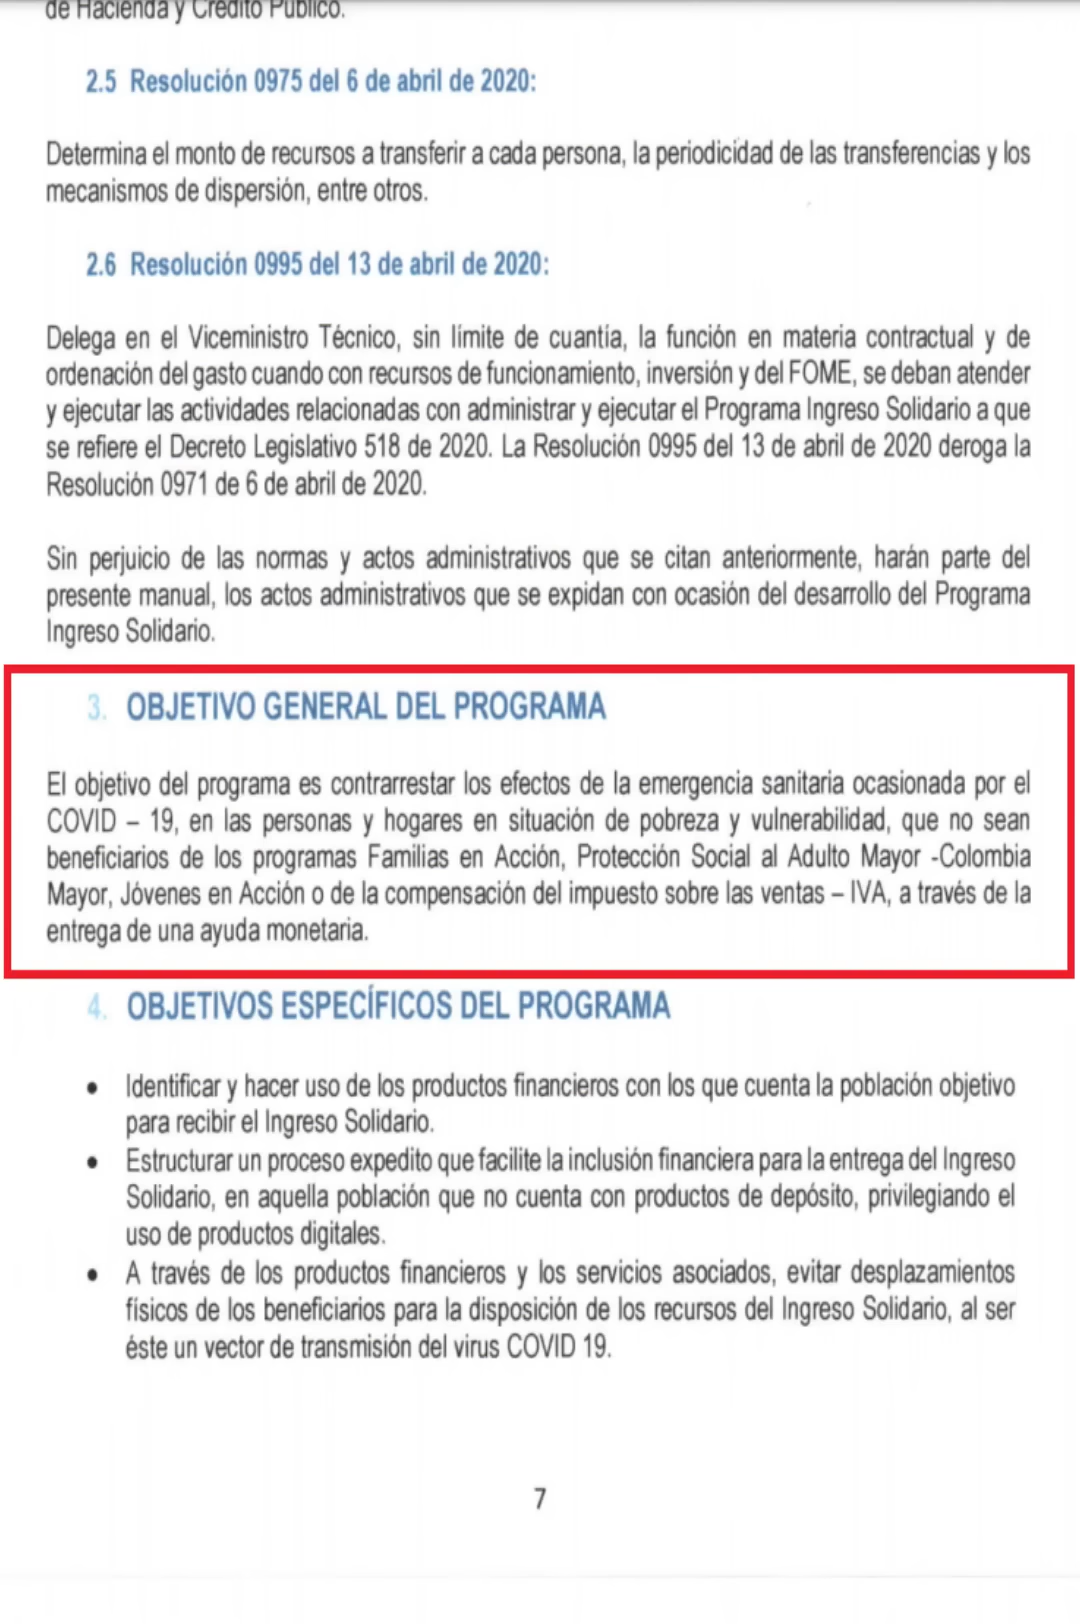 de Hacienda y Crédito Público.
2.5 Resolución 0975 del 6 de abril de 2020:
Determina el monto de recursos a transferir a cada persona, la periodicidad de las transferencias y los
mecanismos de dispersión, entre otros.
2.6 Resolución 0995 del 13 de abril de 2020:
Delega en el Viceministro Técnico, sin límite de cuantía, la función en materia contractual y de
ordenación del gasto cuando con recursos de funcionamiento, inversión y del FOME, se deban atender
y ejecutar las actividades relacionadas con administrar y ejecutar el Programa Ingreso Solidario a que
se refiere el Decreto Legislativo 518 de 2020. La Resolución 0995 del 13 de abril de 2020 deroga la
Resolución 0971 de 6 de abril de 2020.
Sin perjuicio de las normas y actos administrativos que se citan anteriormente, harán parte del
presente manual, los actos administrativos que se expidan con ocasión del desarrollo del Programa
Ingreso Solidario.
3. OBJETIVO GENERAL DEL PROGRAMA
El objetivo del programa es contrarrestar los efectos de la emergencia sanitaria ocasionada por el
COVID – 19, en las personas y hogares en situación de pobreza y vulnerabilidad, que no sean
beneficiarios de los programas Familias en Acción, Protección Social al Adulto Mayor -Colombia
Mayor, Jóvenes en Acción o de la compensación del impuesto sobre las ventas – IVA, a través de la
entrega de una ayuda monetaria.
4. OBJETIVOS ESPECÍFICOS DEL PROGRAMA
• Identificar y hacer uso de los productos financieros con los que cuenta la población objetivo
para recibir el Ingreso Solidario.
• Estructurar un proceso expedito que facilite la inclusión financiera para la entrega del Ingreso
Solidario, en aquella población que no cuenta con productos de depósito, privilegiando el
uso de productos digitales.
• A través de los productos financieros y los servicios asociados, evitar desplazamientos
físicos de los beneficiarios para la disposición de los recursos del Ingreso Solidario, al ser
éste un vector de transmisión del virus COVID 19.
7